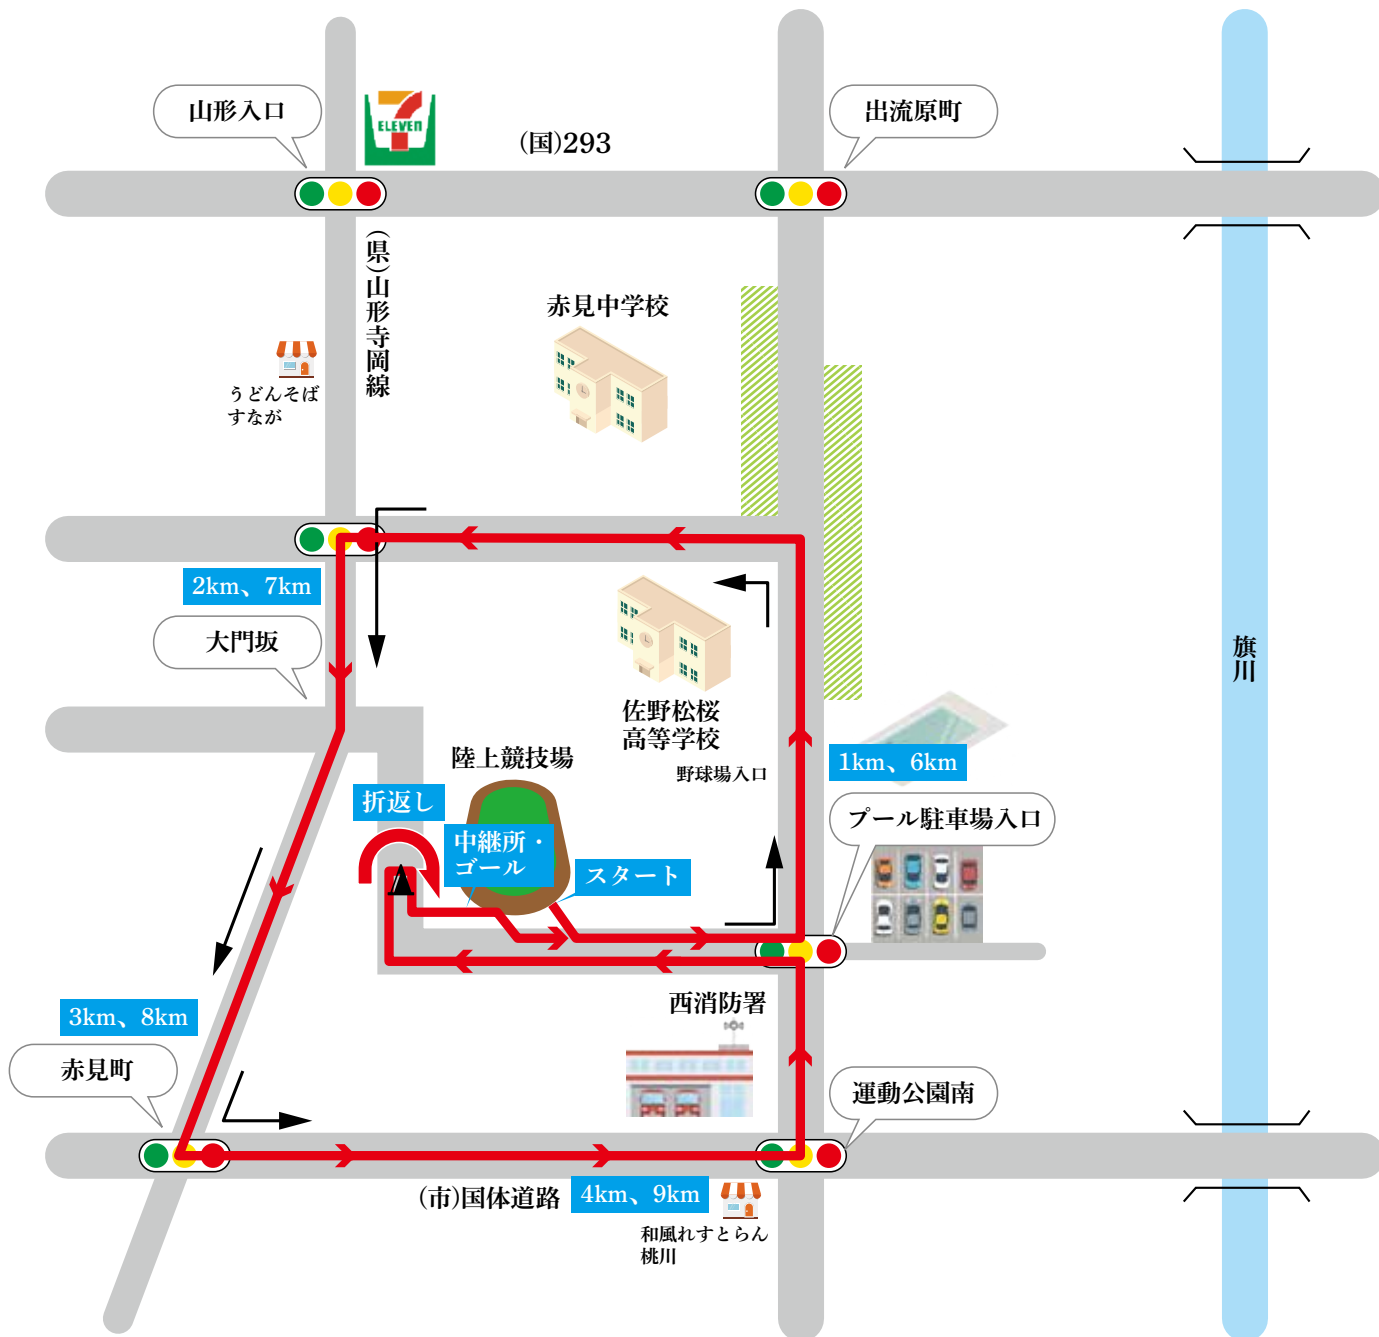 山形入口
ELEVEN
(国)293
出流原町
(県)山形寺岡線
赤見中学校
うどんそば
すなが
2km、7km
大門坂
旗川
佐野松桜
高等学校
陸上競技場
野球場入口
1km、6km
折返し
プール駐車場入口
中継所・
ゴール
スタート
西消防署
3km、8km
赤見町
運動公園南
(市)国体道路
4km、9km
和風れすとらん
桃川